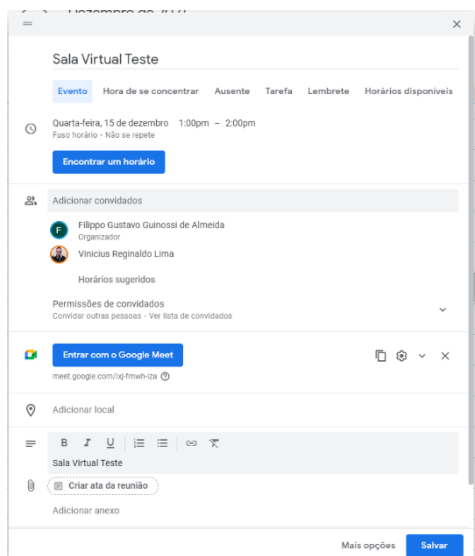 Sala Virtual Teste
Evento Hora de se concentrar Ausente Tarefa Lembrete Horários disponíveis
Quarta-feira, 15 de dezembro 1:00pm – 2:00pm
Fuso horário - Não se repete
Encontrar um horário
Adicionar convidados
F
Filippo Gustavo Guinossi de Almeida
Organizador
Vinicius Reginaldo Lima
Horários sugeridos
Permissões de convidados
Convidar outras pessoas - Ver lista de convidados
Entrar com o Google Meet
meet.google.com/ixj-fmwh-iza
Adicionar local
B I U
Sala Virtual Teste
Criar ata da reunião
Adicionar anexo
Mais opções Salvar